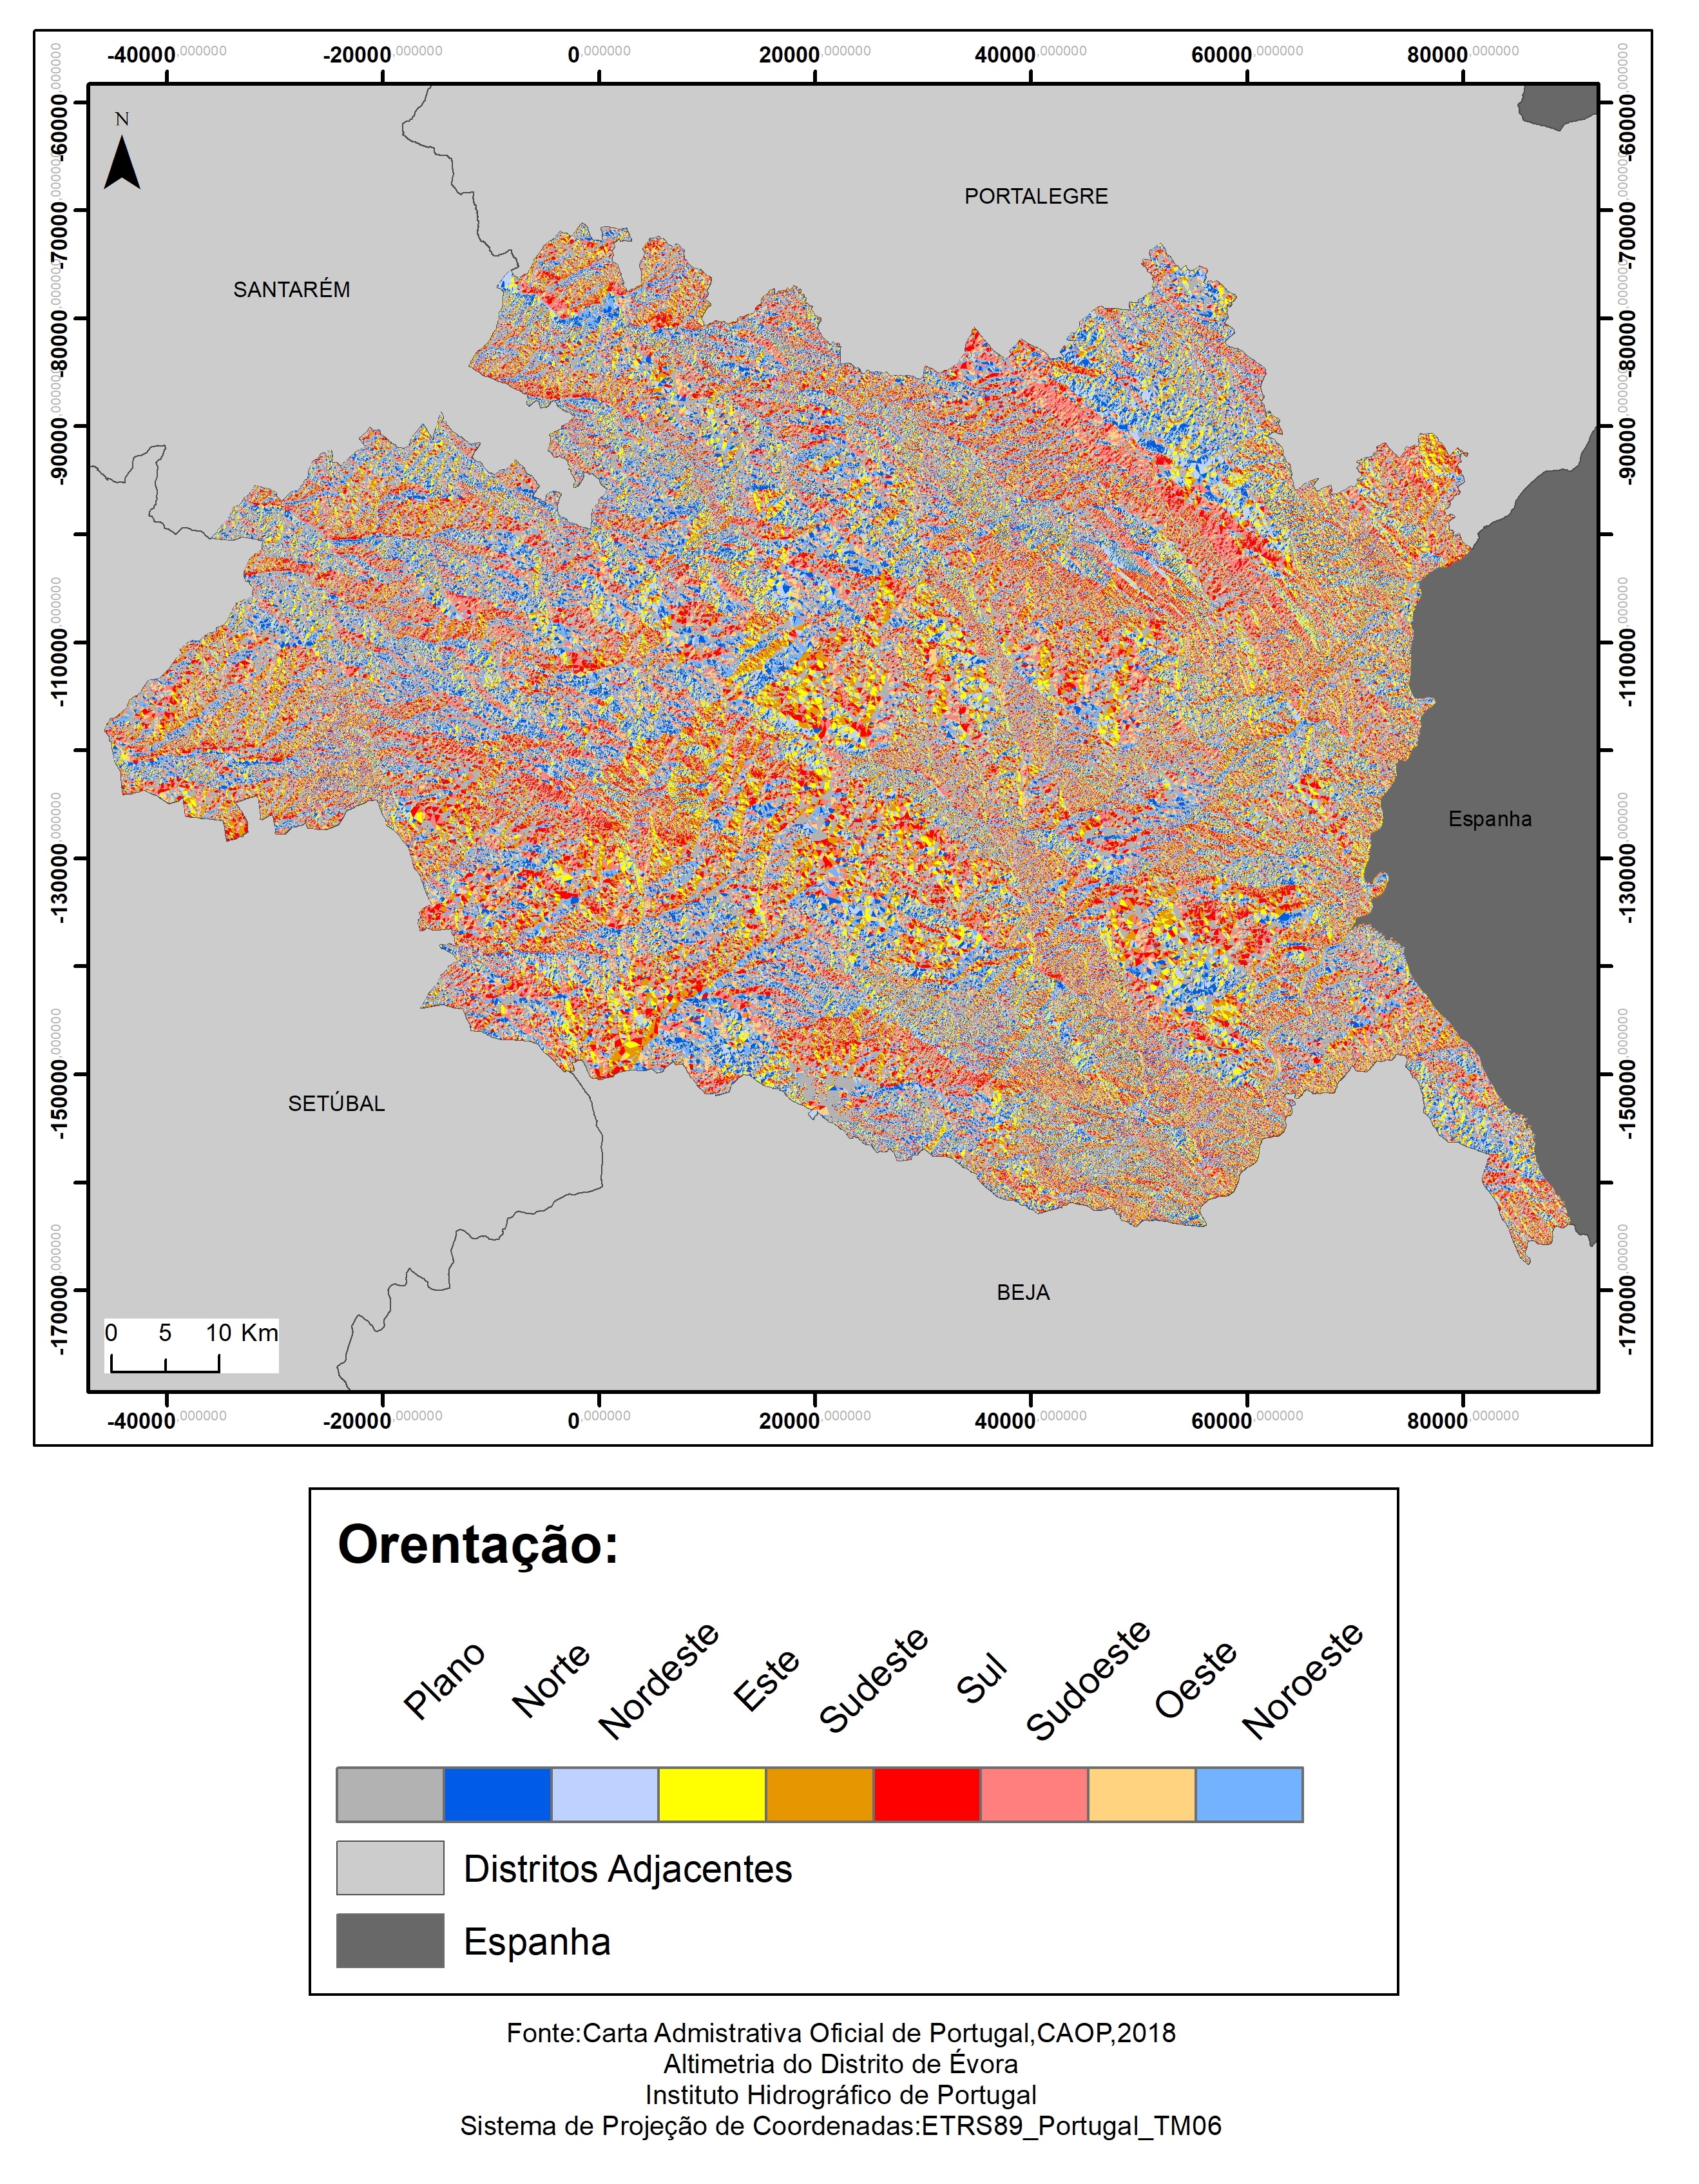 -40000,000000 -20000,000000 0,000000 20000,000000 40000,000000 60000,000000 80000,000000
-60000,000000
-70000,000000
-80000,000000
-90000,000000
-110000,000000
-130000,000000
-150000,000000
-170000,000000
N
PORTALEGRE
SANTARÉM
Espanha
SETÚBAL
BEJA
0 5 10 Km
-60000,000000
-70000,000000
-80000,000000
-90000,000000
-110000,000000
-130000,000000
-150000,000000
-170000,000000
-40000,000000 -20000,000000 0,000000 20000,000000 40000,000000 60000,000000 80000,000000
Orentação:
Plano Norte Nordeste Este Sudeste Sul Sudoeste Oeste Noroeste
Distritos Adjacentes
Espanha
Fonte:Carta Admistrativa Oficial de Portugal,CAOP,2018
Altimetria do Distrito de Évora
Instituto Hidrográfico de Portugal
Sistema de Projeção de Coordenadas:ETRS89_Portugal_TM06